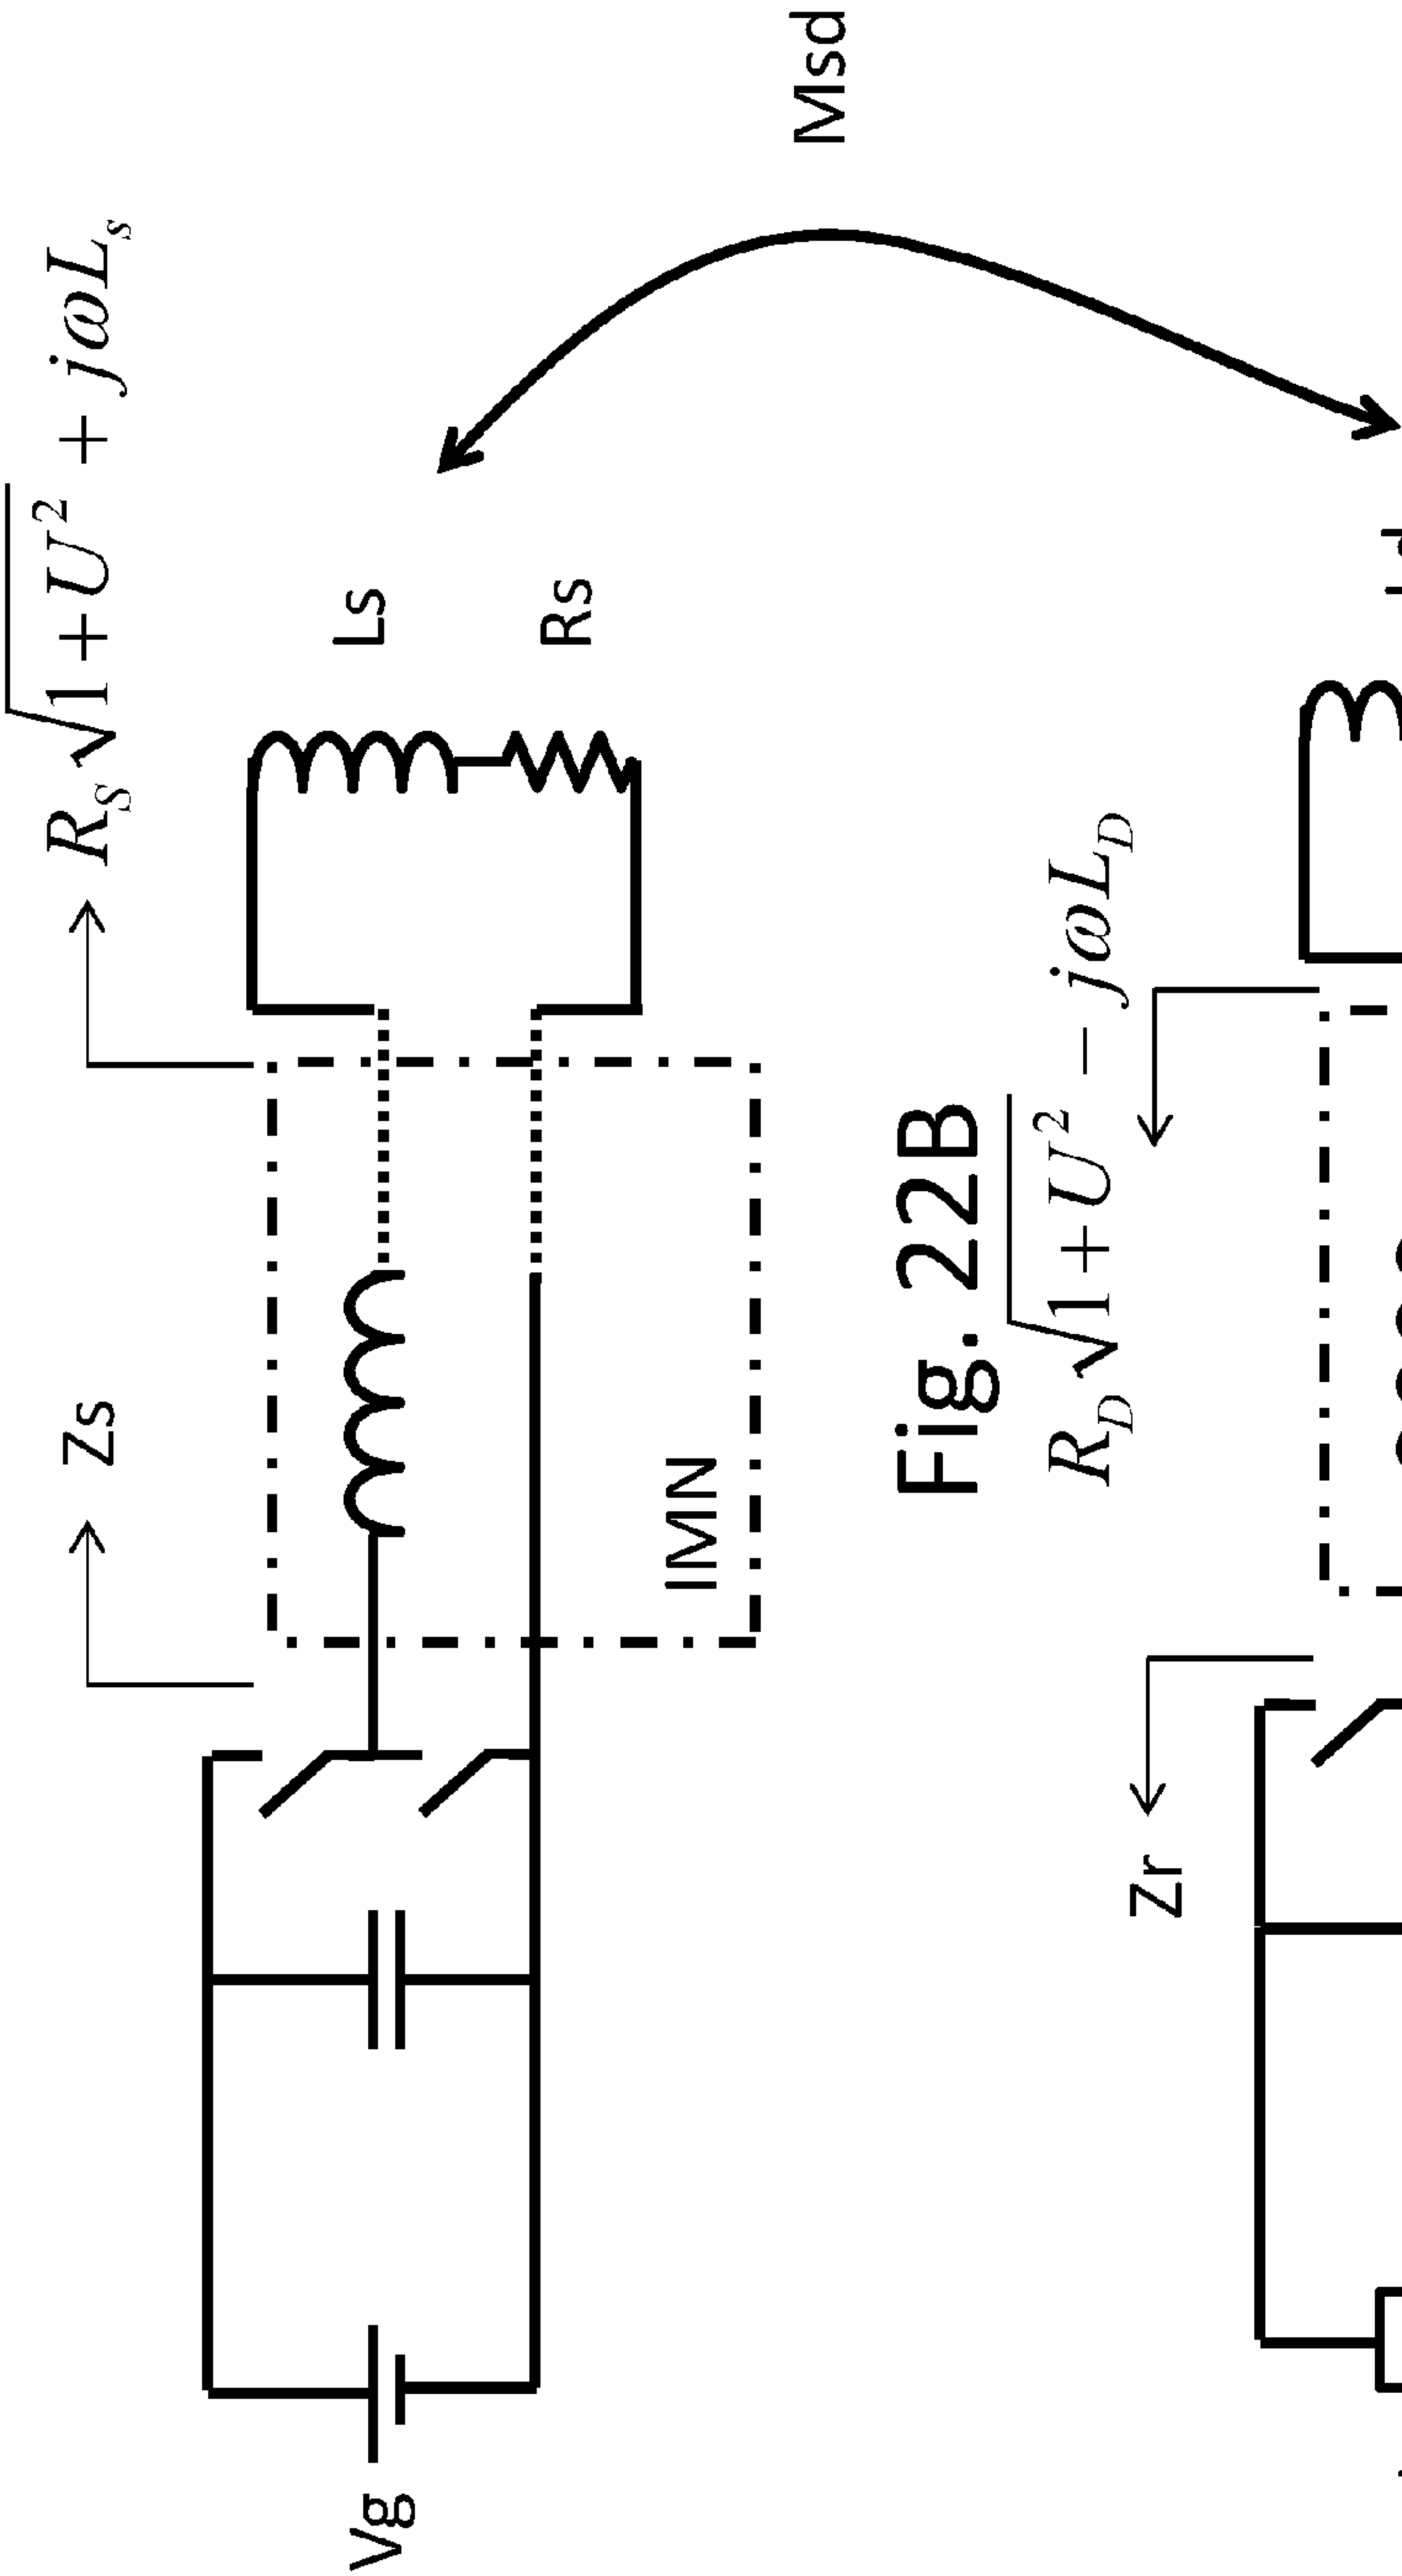 Zs
R_S√1+U² + jωL_s
Vg
IMN
Ls
Rs
Msd
Fig. 22B
R_D√1+U² − jωL_D
Zr